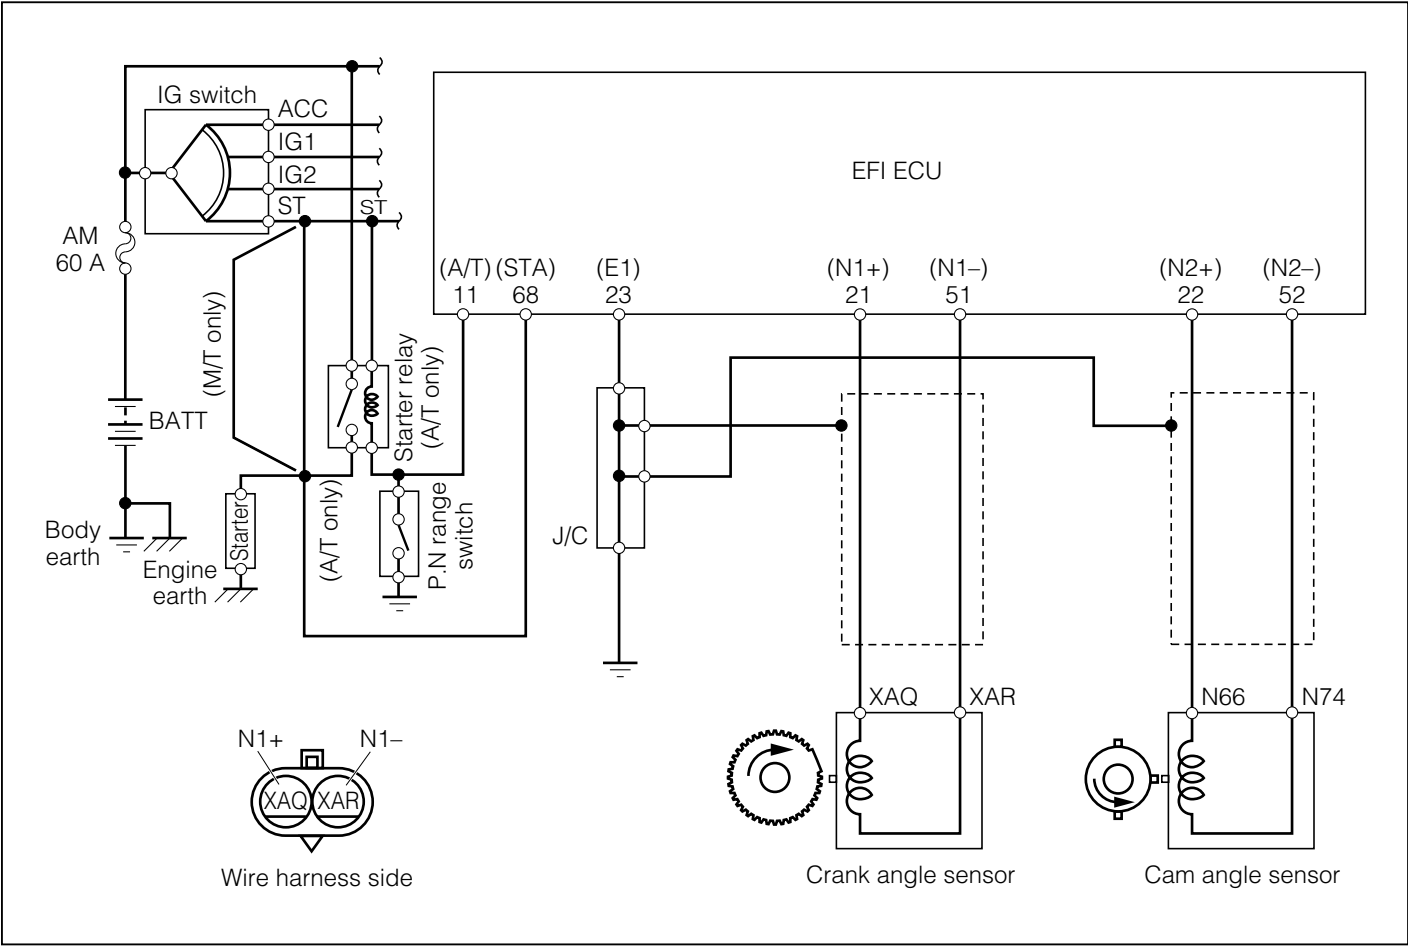 IG switch
ACC
IG1
IG2
ST
ST
AM
60 A
EFI ECU
(A/T) (STA) (E1) (N1+) (N1–) (N2+) (N2–)
11 68 23 21 51 22 52
(M/T only)
Starter relay
(A/T only)
BATT
Body
earth
Engine
earth
Starter
(A/T only)
P.N range
switch
J/C
XAQ
XAR
N66
N74
N1+
N1–
XAQ
XAR
Wire harness side
Crank angle sensor
Cam angle sensor